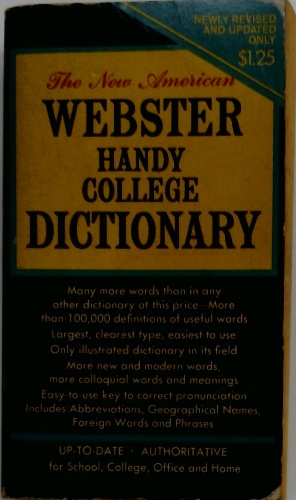 NEWLY REVISED
AND UPDATED
ONLY
$1.25
The New American
WEBSTER
HANDY
COLLEGE
DICTIONARY
Many more words than in any
other dictionary at this price—More
than 100,000 definitions of useful words
Largest, clearest type, easiest to use
Only illustrated dictionary in its field
More new and modern words,
more colloquial words and meanings
Easy-to-use key to correct pronunciation
Includes Abbreviations, Geographical Names,
Foreign Words and Phrases
UP-TO-DATE · AUTHORITATIVE
for School, College, Office and Home